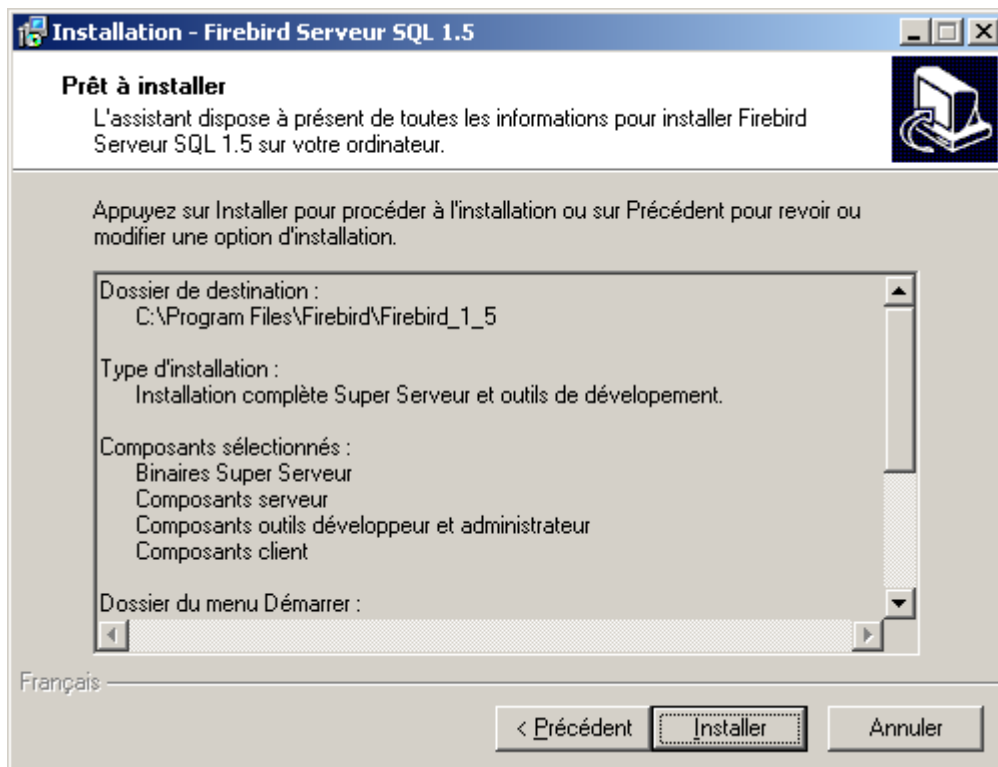 Installation - Firebird Serveur SQL 1.5
Prêt à installer
L'assistant dispose à présent de toutes les informations pour installer Firebird
Serveur SQL 1.5 sur votre ordinateur.
Appuyez sur Installer pour procéder à l'installation ou sur Précédent pour revoir ou
modifier une option d'installation.
Dossier de destination :
C:\Program Files\Firebird\Firebird_1_5
Type d'installation :
Installation complète Super Serveur et outils de dévelopement.
Composants sélectionnés :
Binaires Super Serveur
Composants serveur
Composants outils développeur et administrateur
Composants client
Dossier du menu Démarrer :
Français
< Précédent
Installer
Annuler